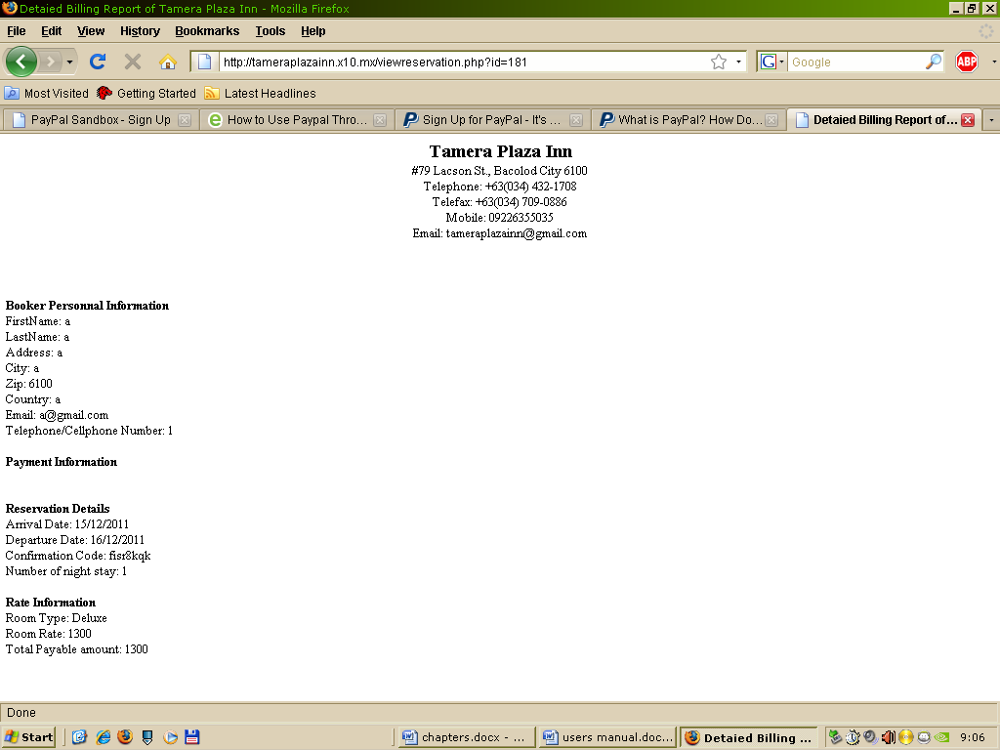 Detaied Billing Report of Tamera Plaza Inn - Mozilla Firefox
File Edit View History Bookmarks Tools Help
http://tameraplazainn.x10.mx/viewreservation.php?id=181
G Google ABP
Most Visited Getting Started Latest Headlines
PayPal Sandbox - Sign Up How to Use Paypal Thro... Sign Up for PayPal - It's ... What is PayPal? How Do... Detaied Billing Report of...
Tamera Plaza Inn
#79 Lacson St., Bacolod City 6100
Telephone: +63(034) 432-1708
Telefax: +63(034) 709-0886
Mobile: 09226355035
Email: tameraplazainn@gmail.com
Booker Personnal Information
FirstName: a
LastName: a
Address: a
City: a
Zip: 6100
Country: a
Email: a@gmail.com
Telephone/Cellphone Number: 1
Payment Information
Reservation Details
Arrival Date: 15/12/2011
Departure Date: 16/12/2011
Confirmation Code: fisr8kqk
Number of night stay: 1
Rate Information
Room Type: Deluxe
Room Rate: 1300
Total Payable amount: 1300
Done
Start chapters.docx - ... users manual.doc... Detaied Billing ... 9:06